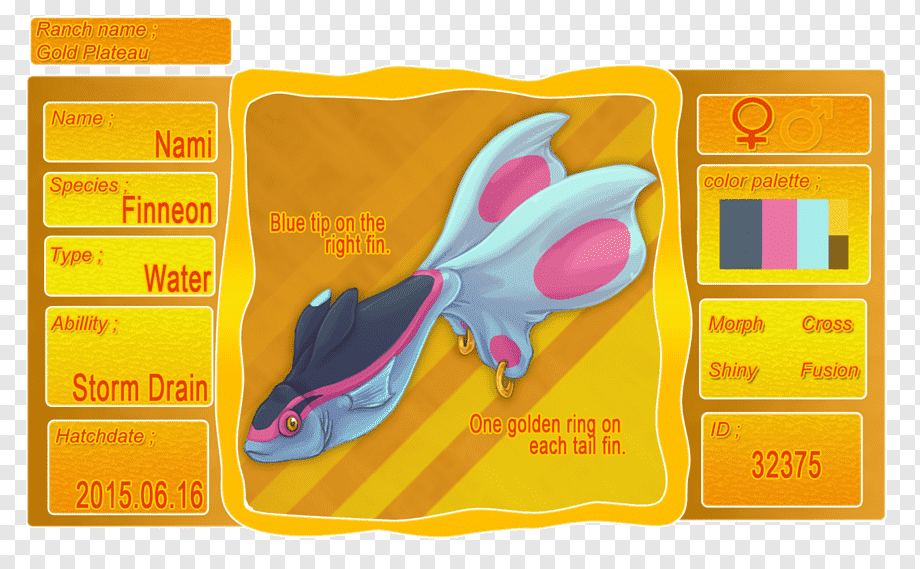 Ranch name ;
Gold Plateau
Name ;
Nami
Species ;
Finneon
Type ;
Water
Abillity ;
Storm Drain
Hatchdate ;
2015.06.16
Blue tip on the
right fin.
One golden ring on
each tail fin.
♀ ♂
color palette ;
Morph Cross
Shiny Fusion
ID ;
32375